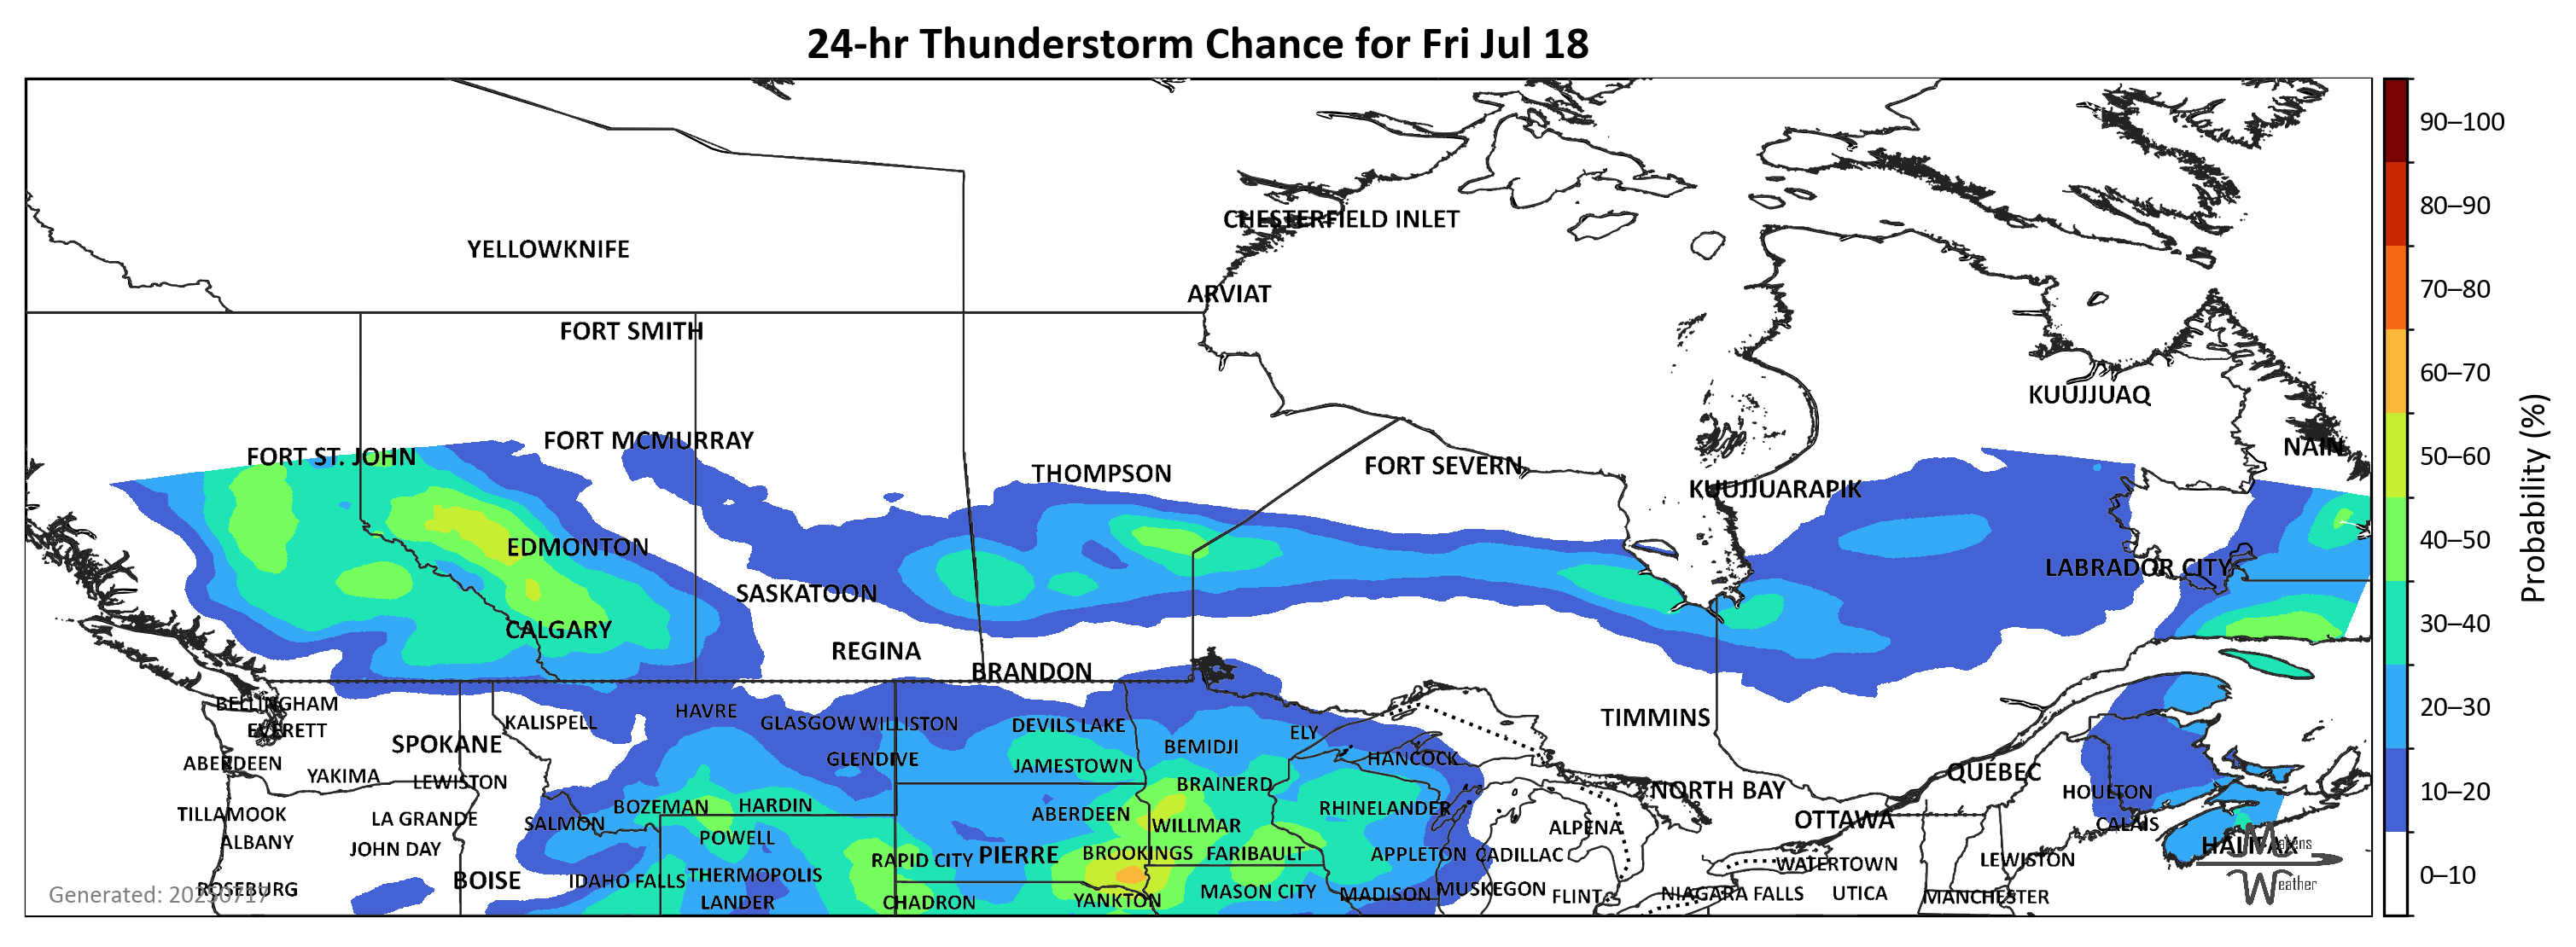 24-hr Thunderstorm Chance for Fri Jul 18
90–100
80–90
70–80
60–70
50–60
40–50
30–40
20–30
10–20
0–10
Probability (%)
CHESTERFIELD INLET
YELLOWKNIFE
ARVIAT
FORT SMITH
KUUJJUAQ
FORT MCMURRAY
NAIN
FORT ST. JOHN
FORT SEVERN
THOMPSON
KUUJJUARAPIK
EDMONTON
LABRADOR CITY
SASKATOON
CALGARY
REGINA
BRANDON
BELLINGHAM
HAVRE
TIMMINS
KALISPELL
GLASGOW
WILLISTON
DEVILS LAKE
EVERETT
ELY
SPOKANE
BEMIDJI
ABERDEEN
GLENDIVE
HANCOCK
JAMESTOWN
QUÉBEC
YAKIMA
LEWISTON
BRAINERD
NORTH BAY
HOULTON
BOZEMAN
HARDIN
RHINELANDER
TILLAMOOK
LA GRANDE
ABERDEEN
OTTAWA
SALMON
WILLMAR
ALPENA
CALAIS
ALBANY
POWELL
JOHN DAY
PIERRE
BROOKINGS
FARIBAULT
APPLETON
CADILLAC
HALIFAX
RAPID CITY
WATERTOWN
LEWISTON
BOISE
IDAHO FALLS
THERMOPOLIS
ROSEBURG
MASON CITY
MADISON
MUSKEGON
FLINT
NIAGARA FALLS
UTICA
MANCHESTER
LANDER
CHADRON
YANKTON
Generated: 20250717
Weather